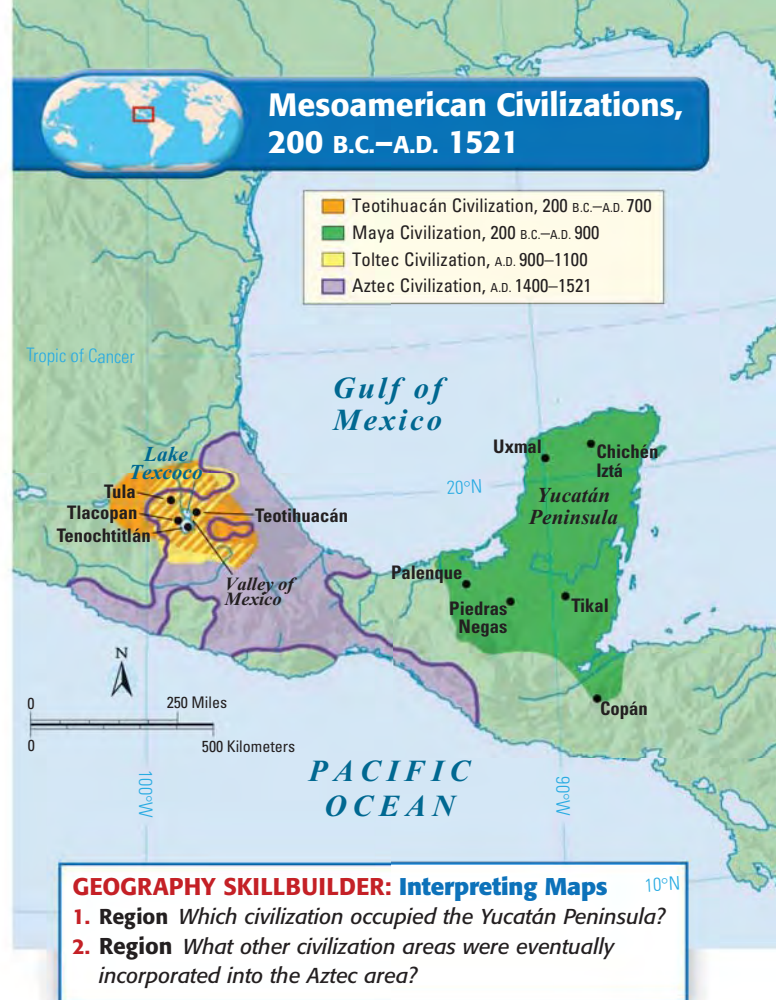 Mesoamerican Civilizations,
200 B.C.–A.D. 1521
Teotihuacán Civilization, 200 B.C.–A.D. 700
Maya Civilization, 200 B.C.–A.D. 900
Toltec Civilization, A.D. 900–1100
Aztec Civilization, A.D. 1400–1521
Tropic of Cancer
Gulf of
Mexico
Lake
Texcoco
Uxmal
Chichén
Iztá
20°N
Yucatán
Peninsula
Tula
Tlacopan
Tenochtitlán
Teotihuacán
Valley of
Mexico
Palenque
Piedras
Negas
Tikal
Copán
N
0
250 Miles
0
500 Kilometers
100°W
PACIFIC
OCEAN
90°W
10°N
GEOGRAPHY SKILLBUILDER: Interpreting Maps
1. Region Which civilization occupied the Yucatán Peninsula?
2. Region What other civilization areas were eventually
incorporated into the Aztec area?